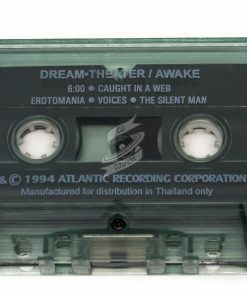 DREAM•THEATER / AWAKE
6:00 • CAUGHT IN A WEB
EROTOMANIA • VOICES • THE SILENT MAN
& © 1994 ATLANTIC RECORDING CORPORATION
Manufactured for distribution in Thailand only